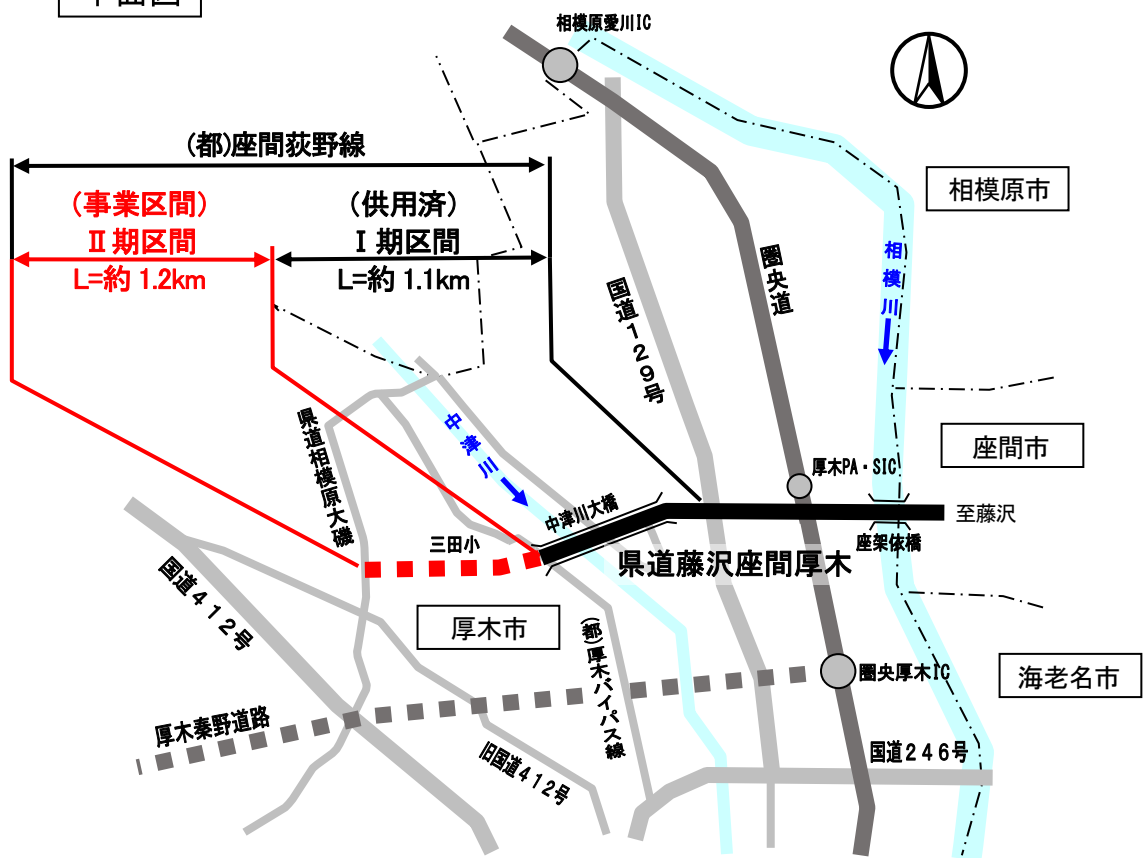 相模原愛川IC
(都)座間荻野線
相模原市
(事業区間)
Ⅱ期区間
L=約 1.2km
(供用済)
Ⅰ期区間
L=約 1.1km
圏央道
相模川
国道129号
県道相模原大磯
中津川
座間市
厚木PA・SIC
中津川大橋
至藤沢
三田小
座架依橋
県道藤沢座間厚木
国道412号
厚木市
(都)厚木バイパス線
圏央厚木IC
海老名市
厚木秦野道路
旧国道412号
国道246号